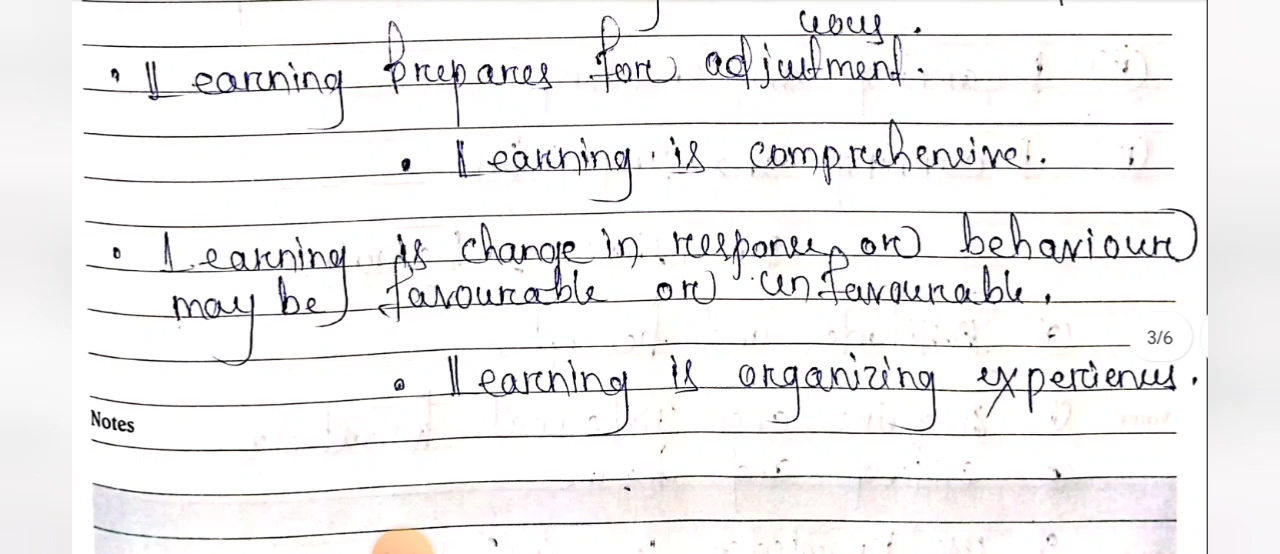 • Learning prepares for adjustment.
• Learning is comprehensive.
• Learning is change in response or behaviour
may be favourable or unfavourable.
3/6
• Learning is organizing experiences.
Notes